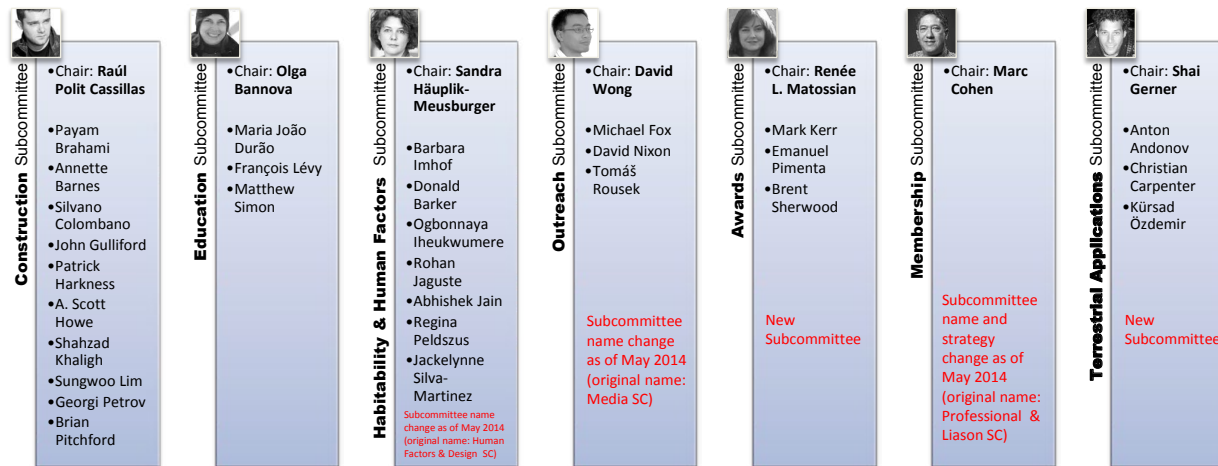 Construction Subcommittee
•Chair: Raúl
Polit Cassillas
•Payam
Brahami
•Annette
Barnes
•Silvano
Colombano
•John Gulliford
•Patrick
Harkness
•A. Scott
Howe
•Shahzad
Khaligh
•Sungwoo Lim
•Georgi Petrov
•Brian
Pitchford
Education Subcommittee
•Chair: Olga
Bannova
•Maria João
Durão
•François Lévy
•Matthew
Simon
Habitability & Human Factors Subcommittee
•Chair: Sandra
Häuplik-
Meusburger
•Barbara
Imhof
•Donald
Barker
•Ogbonnaya
Iheukwumere
•Rohan
Jaguste
•Abhishek Jain
•Regina
Peldszus
•Jackelynne
Silva-
Martinez
Subcommittee name
change as of May 2014
(original name: Human
Factors & Design SC)
Outreach Subcommittee
•Chair: David
Wong
•Michael Fox
•David Nixon
•Tomáš
Rousek
Subcommittee
name change
as of May 2014
(original name:
Media SC)
Awards Subcommittee
•Chair: Renée
L. Matossian
•Mark Kerr
•Emanuel
Pimenta
•Brent
Sherwood
New
Subcommittee
Membership Subcommittee
•Chair: Marc
Cohen
Subcommittee
name and
strategy
change as of
May 2014
(original name:
Professional &
Liason SC)
Terrestrial Applications Subcommittee
•Chair: Shai
Gerner
•Anton
Andonov
•Christian
Carpenter
•Kürsad
Özdemir
New
Subcommittee